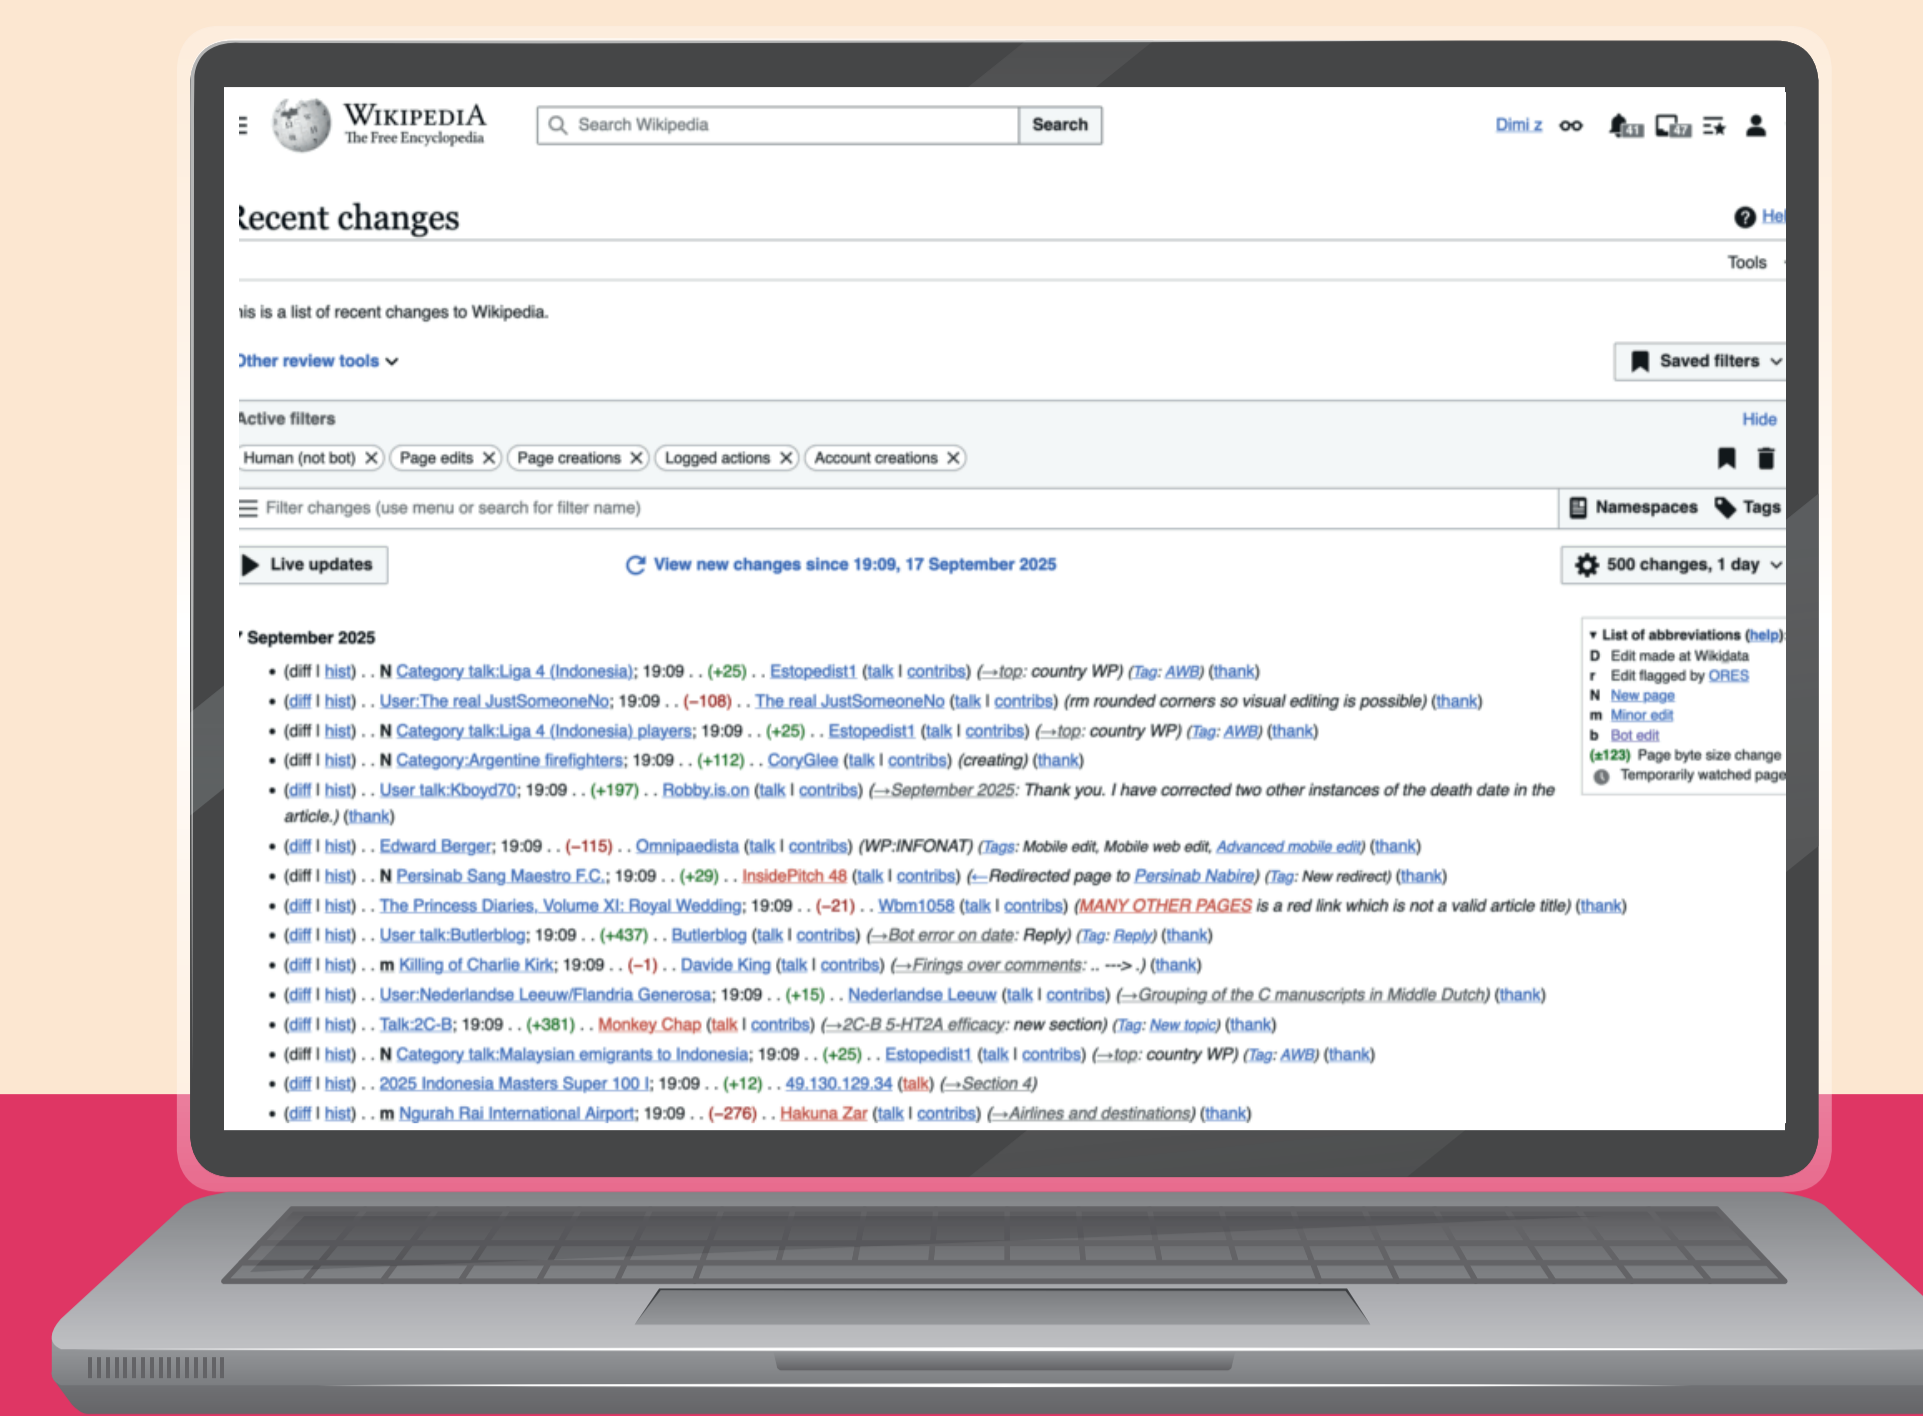 WIKIPEDIA
The Free Encyclopedia
Search Wikipedia
Search
Dimi z
41
47
Recent changes
Hel
Tools
his is a list of recent changes to Wikipedia.
Other review tools
Saved filters
Active filters
Hide
Human (not bot) X Page edits X Page creations X Logged actions X Account creations X
Filter changes (use menu or search for filter name)
Namespaces Tags
Live updates
View new changes since 19:09, 17 September 2025
500 changes, 1 day
September 2025
• (diff | hist) . . N Category talk:Liga 4 (Indonesia); 19:09 . . (+25) . . Estopedist1 (talk | contribs) (→top: country WP) (Tag: AWB) (thank)
• (diff | hist) . . User:The real JustSomeoneNo; 19:09 . . (−108) . . The real JustSomeoneNo (talk | contribs) (rm rounded corners so visual editing is possible) (thank)
• (diff | hist) . . N Category talk:Liga 4 (Indonesia) players; 19:09 . . (+25) . . Estopedist1 (talk | contribs) (→top: country WP) (Tag: AWB) (thank)
• (diff | hist) . . N Category:Argentine firefighters; 19:09 . . (+112) . . CoryGlee (talk | contribs) (creating) (thank)
• (diff | hist) . . User talk:Kboyd70; 19:09 . . (+197) . . Robby.is.on (talk | contribs) (→September 2025: Thank you. I have corrected two other instances of the death date in the
article.) (thank)
• (diff | hist) . . Edward Berger; 19:09 . . (−115) . . Omnipaedista (talk | contribs) (WP:INFONAT) (Tags: Mobile edit, Mobile web edit, Advanced mobile edit) (thank)
• (diff | hist) . . N Persinab Sang Maestro F.C.; 19:09 . . (+29) . . InsidePitch 48 (talk | contribs) (←Redirected page to Persinab Nabire) (Tag: New redirect) (thank)
• (diff | hist) . . The Princess Diaries, Volume XI: Royal Wedding; 19:09 . . (−21) . . Wbm1058 (talk | contribs) (MANY OTHER PAGES is a red link which is not a valid article title) (thank)
• (diff | hist) . . User talk:Butlerblog; 19:09 . . (+437) . . Butlerblog (talk | contribs) (→Bot error on date: Reply) (Tag: Reply) (thank)
• (diff | hist) . . m Killing of Charlie Kirk; 19:09 . . (−1) . . Davide King (talk | contribs) (→Firings over comments: .. ---> .) (thank)
• (diff | hist) . . User:Nederlandse Leeuw/Flandria Generosa; 19:09 . . (+15) . . Nederlandse Leeuw (talk | contribs) (→Grouping of the C manuscripts in Middle Dutch) (thank)
• (diff | hist) . . Talk:2C-B; 19:09 . . (+381) . . Monkey Chap (talk | contribs) (→2C-B 5-HT2A efficacy: new section) (Tag: New topic) (thank)
• (diff | hist) . . N Category talk:Malaysian emigrants to Indonesia; 19:09 . . (+25) . . Estopedist1 (talk | contribs) (→top: country WP) (Tag: AWB) (thank)
• (diff | hist) . . 2025 Indonesia Masters Super 100 I; 19:09 . . (+12) . . 49.130.129.34 (talk) (→Section 4)
• (diff | hist) . . m Ngurah Rai International Airport; 19:09 . . (−276) . . Hakuna Zar (talk | contribs) (→Airlines and destinations) (thank)
▾ List of abbreviations (help):
D Edit made at Wikidata
r Edit flagged by ORES
N New page
m Minor edit
b Bot edit
(±123) Page byte size change
Temporarily watched page